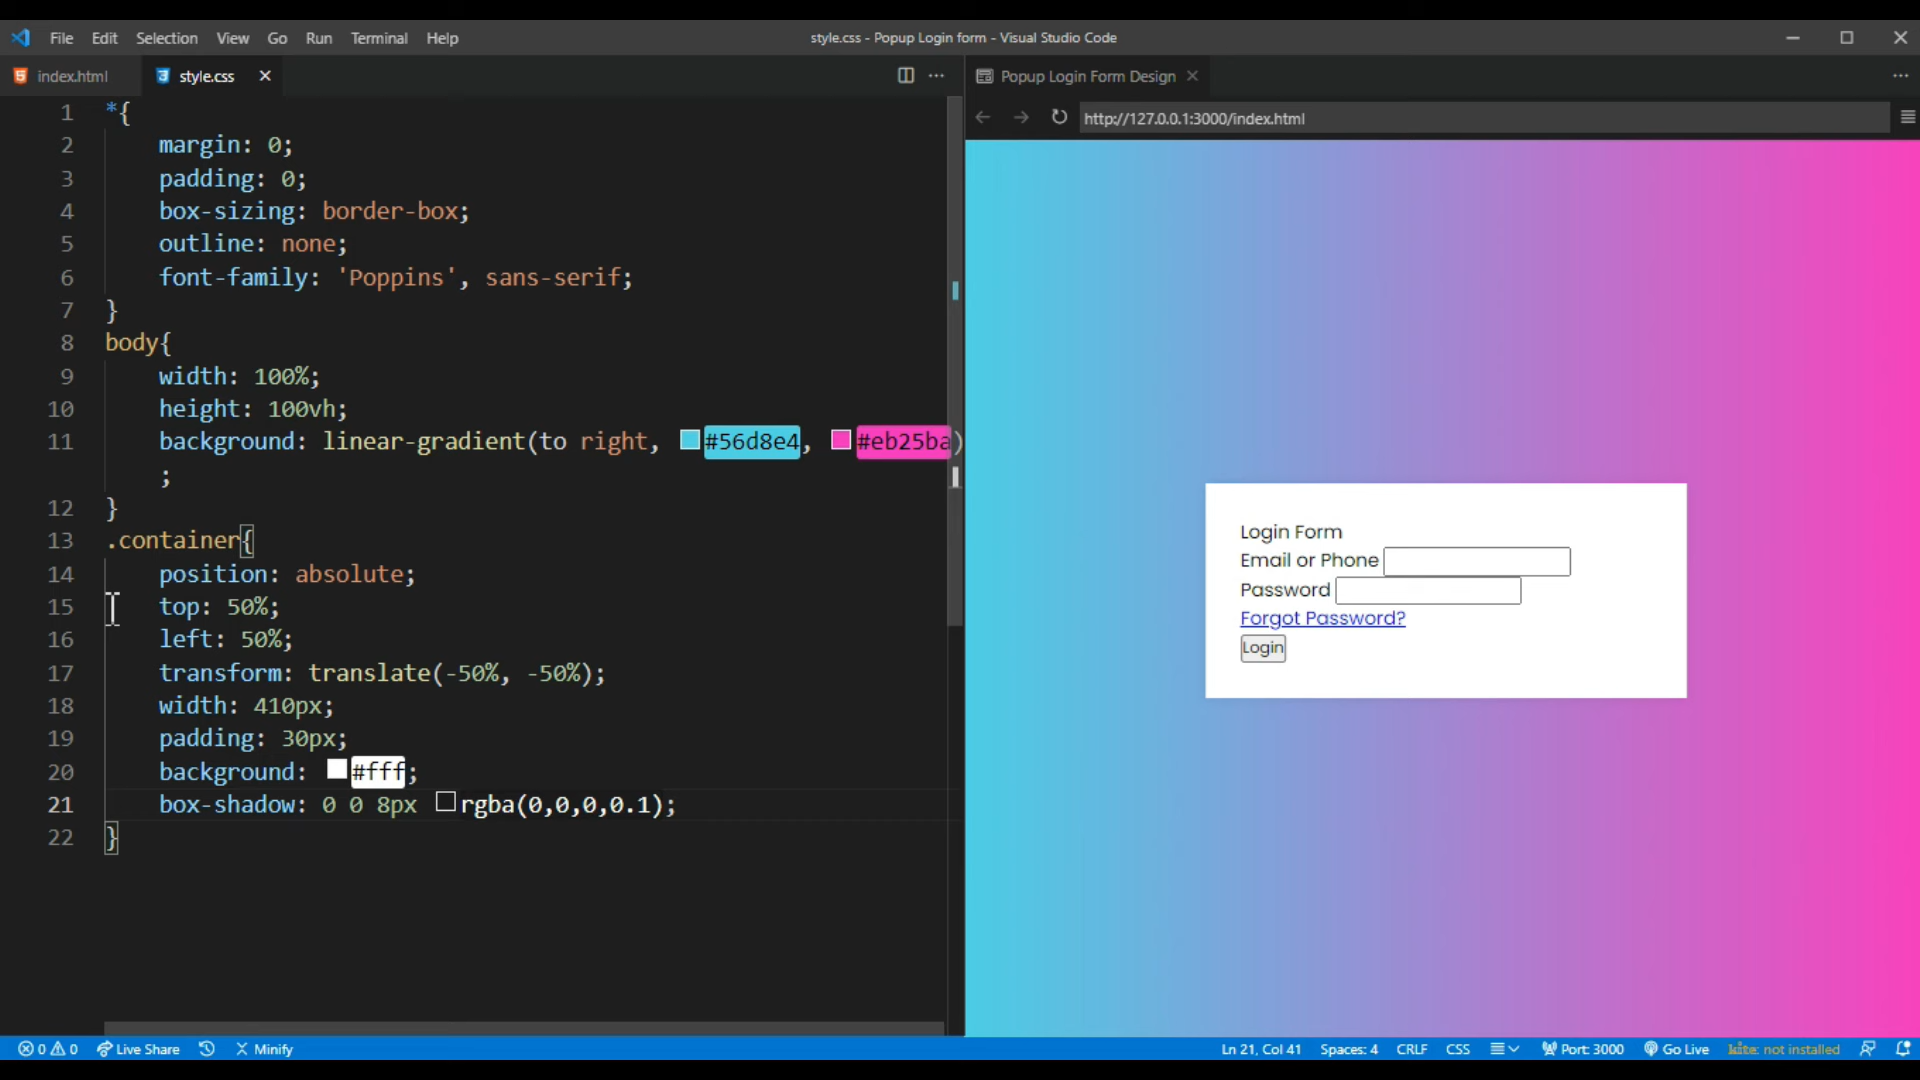 File Edit Selection View Go Run Terminal Help
style.css - Popup Login form - Visual Studio Code
index.html
style.css
Popup Login Form Design
http://127.0.0.1:3000/index.html
1 *{
2 margin: 0;
3 padding: 0;
4 box-sizing: border-box;
5 outline: none;
6 font-family: 'Poppins', sans-serif;
7 }
8 body{
9 width: 100%;
10 height: 100vh;
11 background: linear-gradient(to right, #56d8e4, #eb25ba)
;
12 }
13 .container{
14 position: absolute;
15 top: 50%;
16 left: 50%;
17 transform: translate(-50%, -50%);
18 width: 410px;
19 padding: 30px;
20 background: #fff;
21 box-shadow: 0 0 8px rgba(0,0,0,0.1);
22 }
Login Form
Email or Phone
Password
Forgot Password?
Login
0 0 Live Share Minify
Ln 21, Col 41 Spaces: 4 CRLF CSS Port: 3000 Go Live kite: not installed